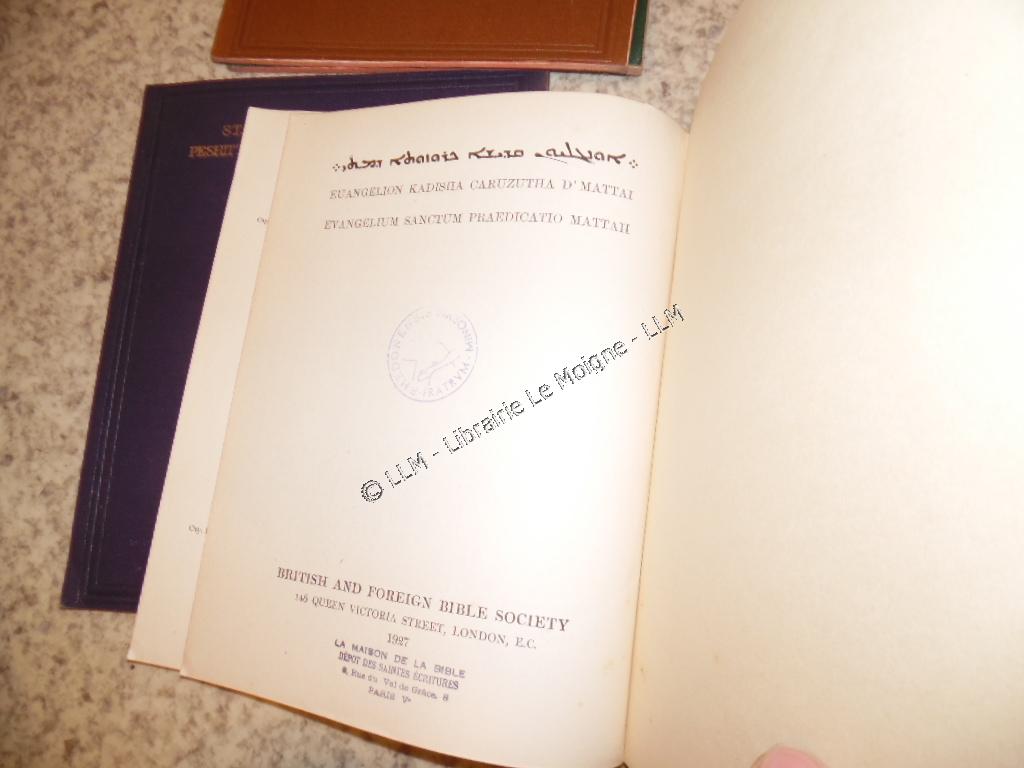 PESHITT
܀ ܐܘܢܓܠܝܘܢ ܩܕܝܫܐ ܟܪܘܙܘܬܐ ܕܡܬܝ ܀
EUANGELION KADISHA CARUZUTHA D'MATTAI
EVANGELIUM SANCTUM PRAEDICATIO MATTAII
© LLM - Librairie Le Moigne - LLM
BRITISH AND FOREIGN BIBLE SOCIETY
146 QUEEN VICTORIA STREET, LONDON, E.C.
1927
LA MAISON DE LA BIBLE
DÉPOT DES SAINTES ÉCRITURES
8, Rue du Val de Grâce, 8
PARIS Vᵉ